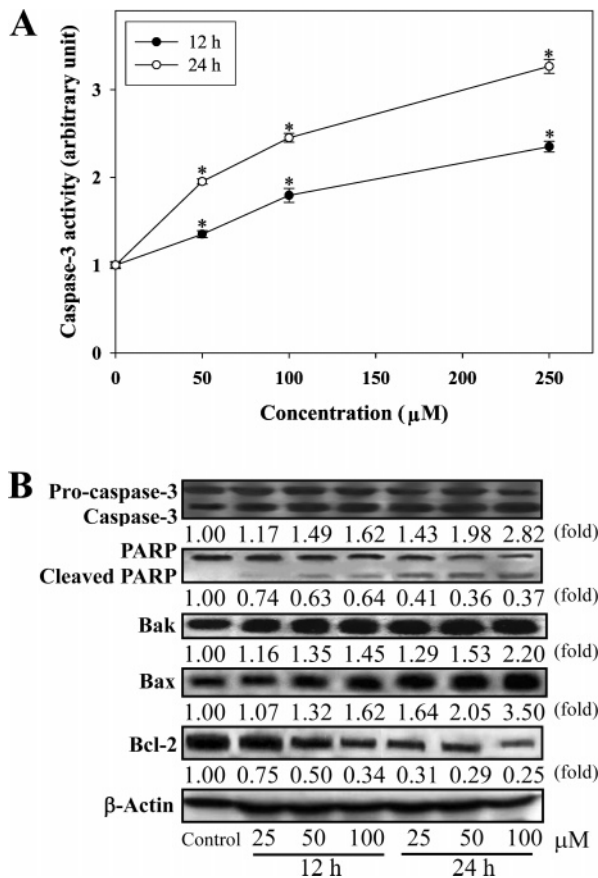 A
12 h
24 h
Caspase-3 activity (arbitrary unit)
3
2
1
0
* * *
* * *
0 50 100 150 200 250
Concentration (μM)
B
Pro-caspase-3
Caspase-3
1.00 1.17 1.49 1.62 1.43 1.98 2.82 (fold)
PARP
Cleaved PARP
1.00 0.74 0.63 0.64 0.41 0.36 0.37 (fold)
Bak
1.00 1.16 1.35 1.45 1.29 1.53 2.20 (fold)
Bax
1.00 1.07 1.32 1.62 1.64 2.05 3.50 (fold)
Bcl-2
1.00 0.75 0.50 0.34 0.31 0.29 0.25 (fold)
β-Actin
Control 25 50 100 25 50 100 μM
12 h 24 h